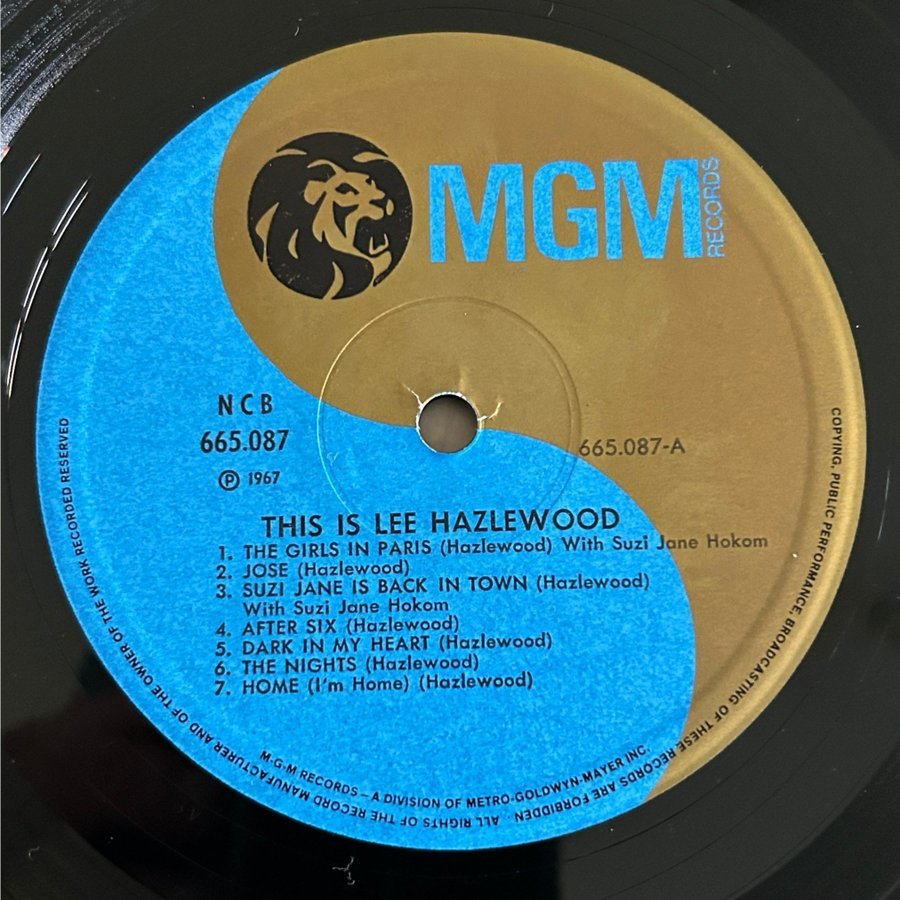 MGM
RECORDS
NCB
665.087
℗ 1967
665.087-A
THIS IS LEE HAZLEWOOD
1. THE GIRLS IN PARIS (Hazlewood) With Suzi Jane Hokom
2. JOSE (Hazlewood)
3. SUZI JANE IS BACK IN TOWN (Hazlewood)
With Suzi Jane Hokom
4. AFTER SIX (Hazlewood)
5. DARK IN MY HEART (Hazlewood)
6. THE NIGHTS (Hazlewood)
7. HOME (I'm Home) (Hazlewood)
M-G-M RECORDS – A DIVISION OF METRO-GOLDWYN-MAYER INC.
ALL RIGHTS OF THE RECORD MANUFACTURER AND OF THE OWNER OF THE WORK RECORDED RESERVED
COPYING, PUBLIC PERFORMANCE, BROADCASTING OF THESE RECORDS ARE FORBIDDEN